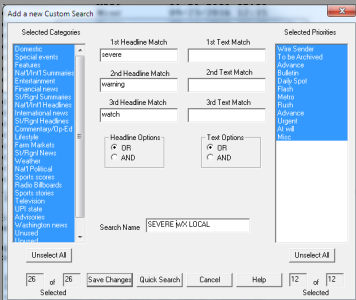 Add a new Custom Search
Selected Categories
Domestic
Special events
Features
Nat'l/Int'l Summaries
Entertainment
Financial news
St/Rgnl Summaries
Nat'l/Int'l Headlines
International news
St/Rgnl Headlines
Commentary/Op-Ed
Lifestyle
Farm Markets
St/Rgnl News
Weather
Nat'l Political
Sports scores
Radio Billboards
Sports stories
Television
UPI state
Advisories
Washington news
Unused
Unused
Unselect All
26 of 26
Selected
1st Headline Match
severe
2nd Headline Match
warning
3rd Headline Match
watch
Headline Options
OR
AND
1st Text Match
2nd Text Match
3rd Text Match
Text Options
OR
AND
Search Name
SEVERE WX LOCAL
Save Changes
Quick Search
Cancel
Help
Selected Priorities
Wire Sender
To be Archived
Advance
Bulletin
Daily Spot
Flash
Metro
Rush
Advance
Urgent
At will
Misc
Unselect All
12 of 12
Selected